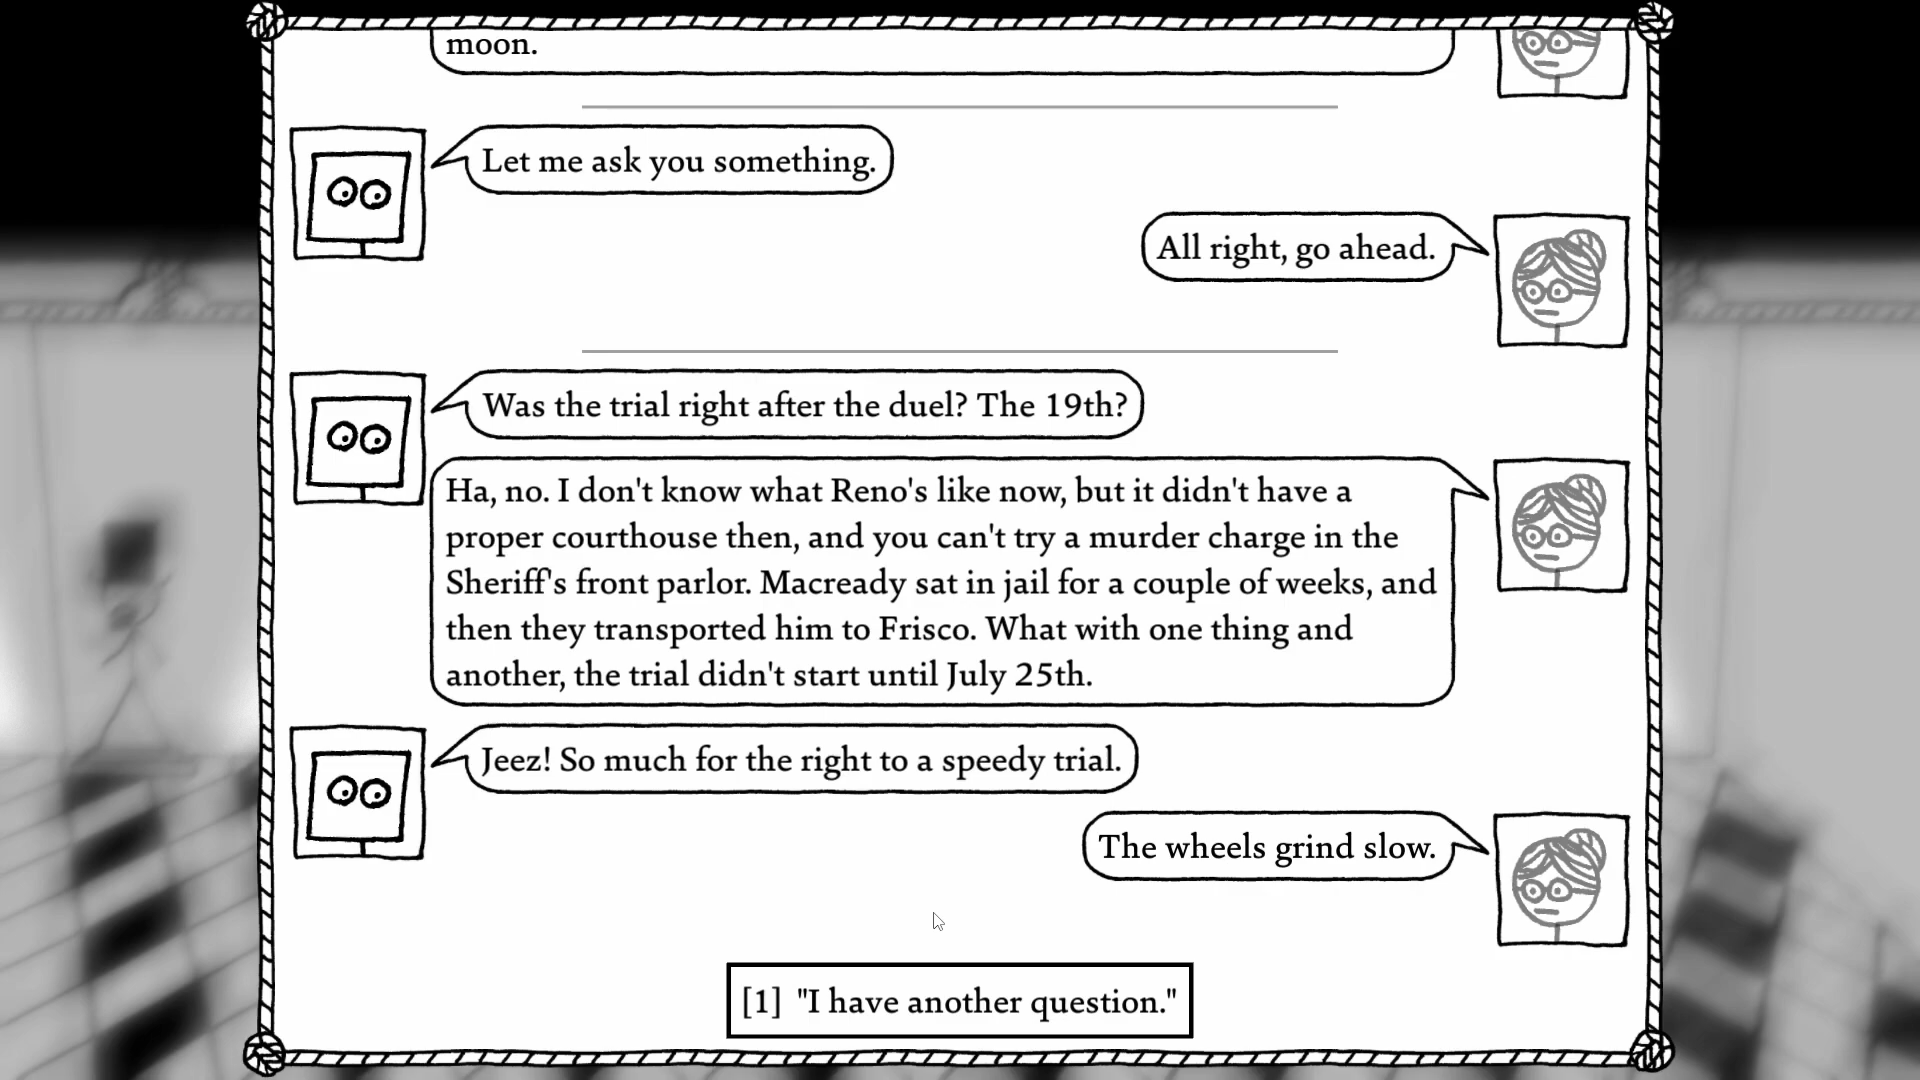 moon.
Let me ask you something.
All right, go ahead.
Was the trial right after the duel? The 19th?
Ha, no. I don't know what Reno's like now, but it didn't have a
proper courthouse then, and you can't try a murder charge in the
Sheriff's front parlor. Macready sat in jail for a couple of weeks, and
then they transported him to Frisco. What with one thing and
another, the trial didn't start until July 25th.
Jeez! So much for the right to a speedy trial.
The wheels grind slow.
[1] "I have another question."